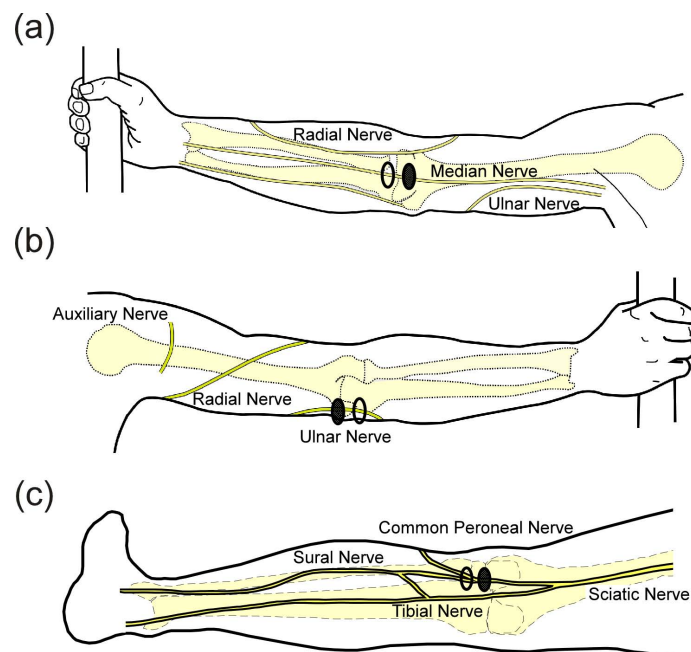 (a)
Radial Nerve
Median Nerve
Ulnar Nerve
(b)
Auxiliary Nerve
Radial Nerve
Ulnar Nerve
(c)
Common Peroneal Nerve
Sural Nerve
Sciatic Nerve
Tibial Nerve